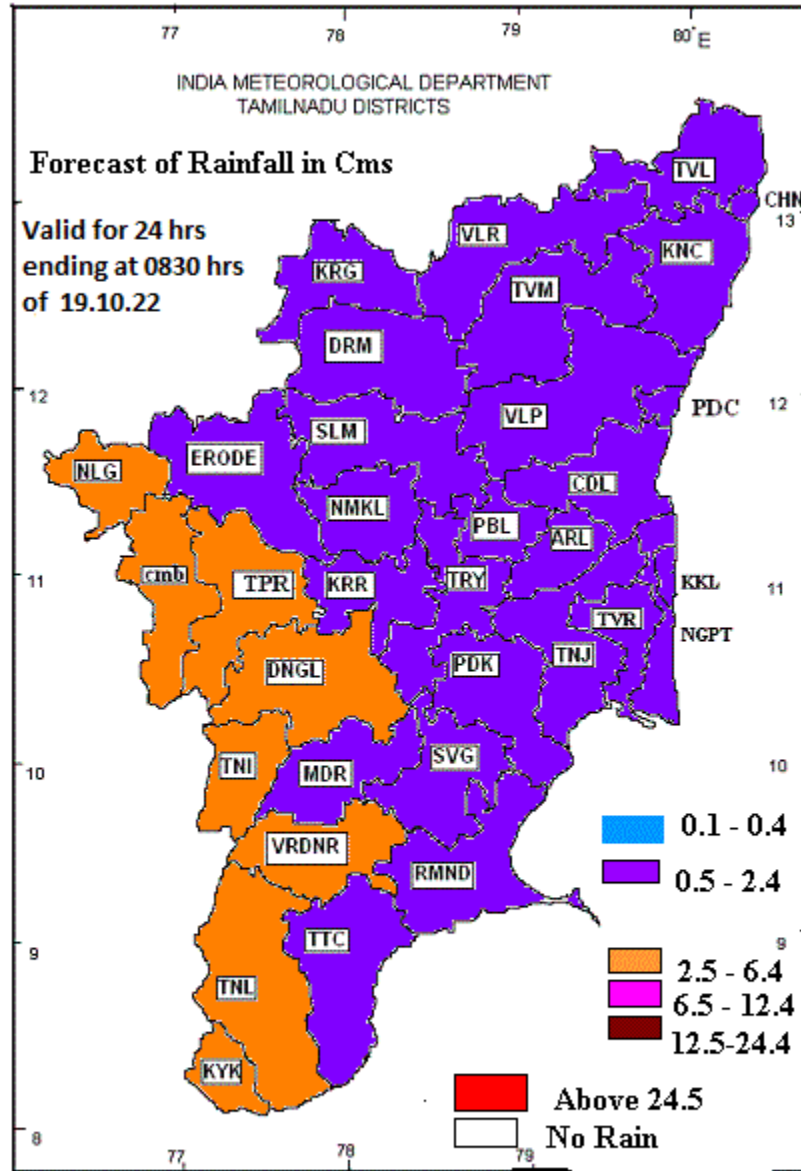 77 78 79 80°E
INDIA METEOROLOGICAL DEPARTMENT
TAMILNADU DISTRICTS
Forecast of Rainfall in Cms
TVL
CHN
13
Valid for 24 hrs
ending at 0830 hrs
of 19.10.22
VLR
KNC
KRG
TVM
DRM
12
12
PDC
VLP
SLM
ERODE
NLG
CDL
NMKL
PBL
ARL
11
cmb
TPR
KRR
TRY
KKL
11
TVR
NGPT
DNGL
PDK
TNJ
10
TNI
MDR
SVG
10
0.1 - 0.4
VRDNR
RMND
0.5 - 2.4
9
TTC
9
2.5 - 6.4
TNL
6.5 - 12.4
12.5-24.4
KYK
Above 24.5
8
No Rain
77 78 79